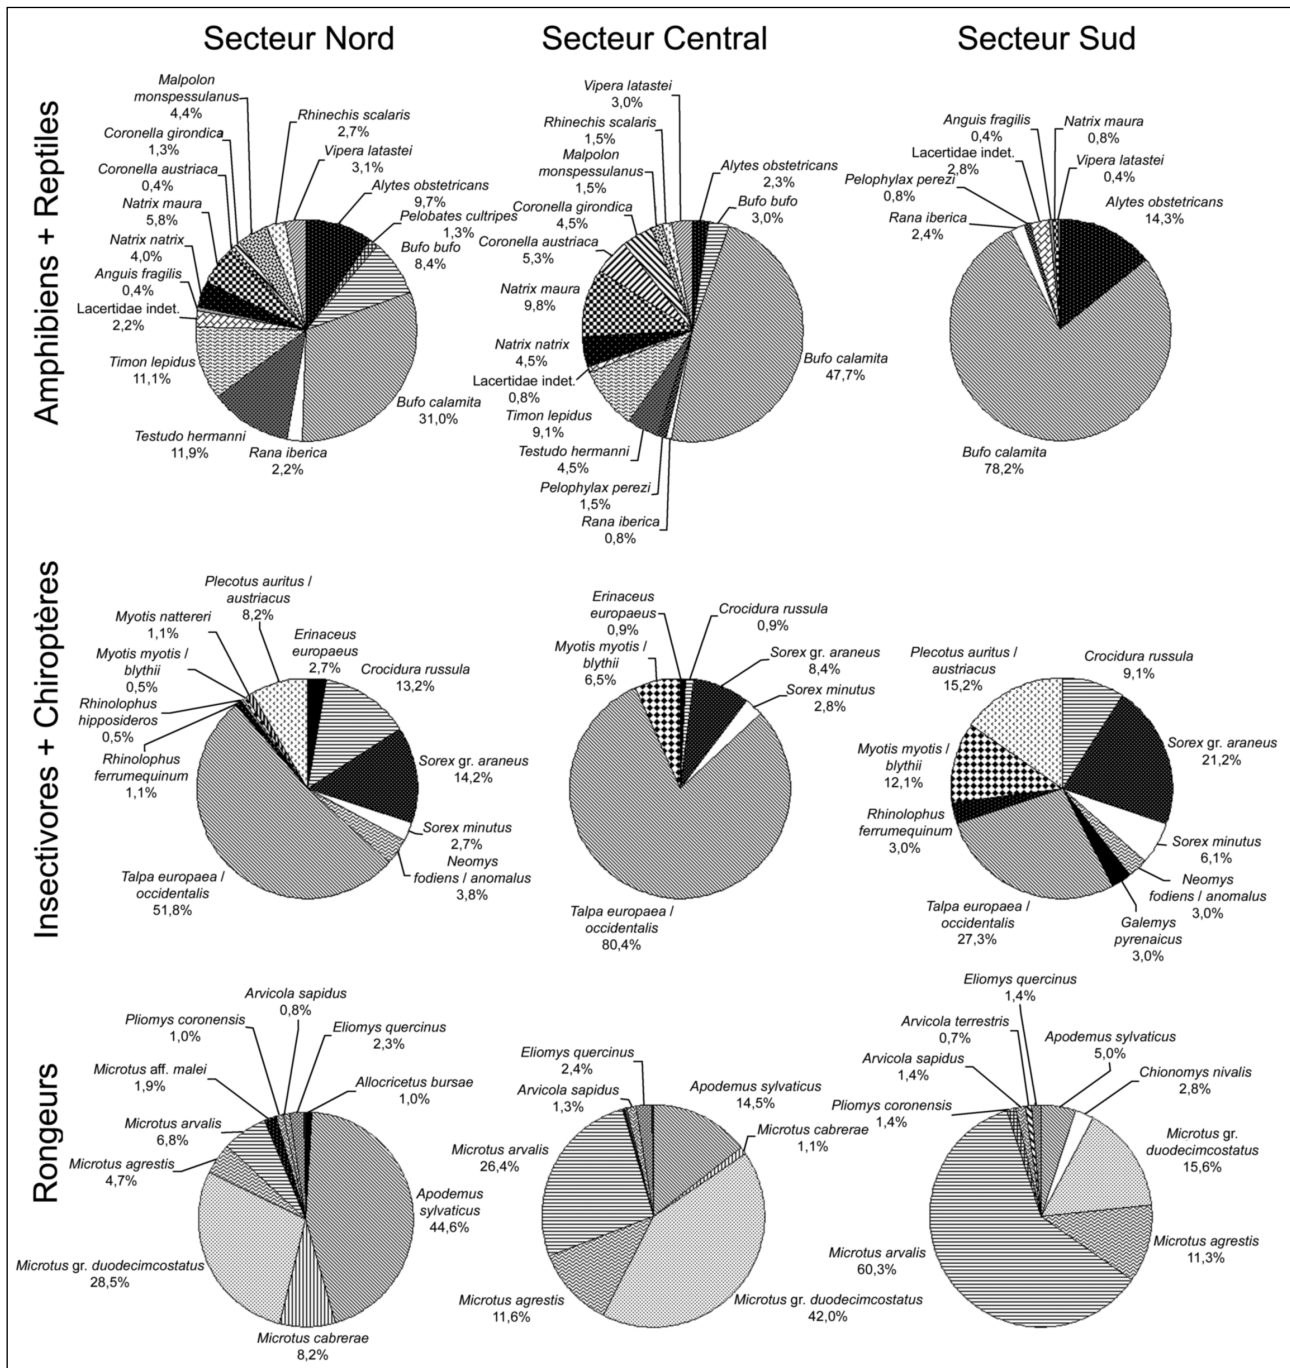 Secteur Nord
Secteur Central
Secteur Sud
Amphibiens + Reptiles
Malpolon
monspessulanus
4,4%
Rhinechis scalaris
2,7%
Coronella girondica
1,3%
Vipera latastei
3,1%
Coronella austriaca
0,4%
Alytes obstetricans
9,7%
Natrix maura
5,8%
Pelobates cultripes
1,3%
Natrix natrix
4,0%
Bufo bufo
8,4%
Anguis fragilis
0,4%
Lacertidae indet.
2,2%
Timon lepidus
11,1%
Bufo calamita
31,0%
Testudo hermanni
11,9%
Rana iberica
2,2%
Vipera latastei
3,0%
Rhinechis scalaris
1,5%
Malpolon
monspessulanus
1,5%
Alytes obstetricans
2,3%
Bufo bufo
3,0%
Coronella girondica
4,5%
Coronella austriaca
5,3%
Natrix maura
9,8%
Natrix natrix
4,5%
Bufo calamita
47,7%
Lacertidae indet.
0,8%
Timon lepidus
9,1%
Testudo hermanni
4,5%
Pelophylax perezi
1,5%
Rana iberica
0,8%
Anguis fragilis
0,4%
Natrix maura
0,8%
Lacertidae indet.
2,8%
Vipera latastei
0,4%
Pelophylax perezi
0,8%
Alytes obstetricans
14,3%
Rana iberica
2,4%
Bufo calamita
78,2%
Insectivores + Chiroptères
Plecotus auritus /
austriacus
8,2%
Myotis nattereri
1,1%
Erinaceus
europaeus
2,7%
Myotis myotis /
blythii
0,5%
Crocidura russula
13,2%
Rhinolophus
hipposideros
0,5%
Rhinolophus
ferrumequinum
1,1%
Sorex gr. araneus
14,2%
Sorex minutus
2,7%
Neomys
fodiens / anomalus
3,8%
Talpa europaea /
occidentalis
51,8%
Erinaceus
europaeus
0,9%
Crocidura russula
0,9%
Myotis myotis /
blythii
6,5%
Sorex gr. araneus
8,4%
Sorex minutus
2,8%
Talpa europaea /
occidentalis
80,4%
Plecotus auritus /
austriacus
15,2%
Crocidura russula
9,1%
Myotis myotis /
blythii
12,1%
Sorex gr. araneus
21,2%
Rhinolophus
ferrumequinum
3,0%
Sorex minutus
6,1%
Neomys
fodiens / anomalus
3,0%
Talpa europaea /
occidentalis
27,3%
Galemys
pyrenaicus
3,0%
Rongeurs
Arvicola sapidus
0,8%
Pliomys coronensis
1,0%
Eliomys quercinus
2,3%
Microtus aff. malei
1,9%
Allocricetus bursae
1,0%
Microtus arvalis
6,8%
Microtus agrestis
4,7%
Apodemus
sylvaticus
44,6%
Microtus gr. duodecimcostatus
28,5%
Microtus cabrerae
8,2%
Eliomys quercinus
2,4%
Arvicola sapidus
1,3%
Apodemus sylvaticus
14,5%
Microtus cabrerae
1,1%
Microtus arvalis
26,4%
Microtus agrestis
11,6%
Microtus gr. duodecimcostatus
42,0%
Eliomys quercinus
1,4%
Arvicola terrestris
0,7%
Apodemus sylvaticus
5,0%
Arvicola sapidus
1,4%
Chionomys nivalis
2,8%
Pliomys coronensis
1,4%
Microtus gr.
duodecimcostatus
15,6%
Microtus agrestis
11,3%
Microtus arvalis
60,3%